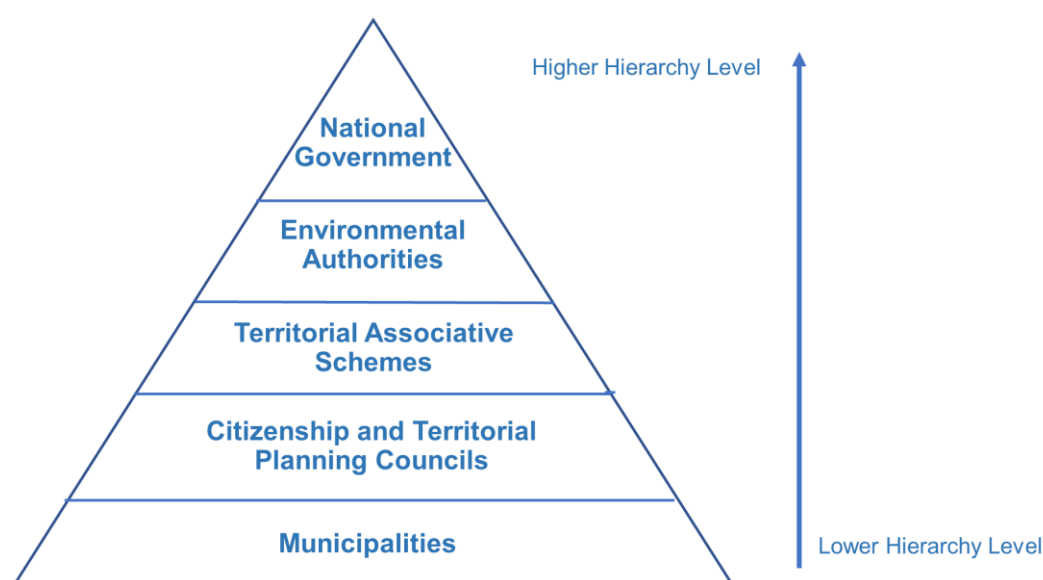 Higher Hierarchy Level
National
Government
Environmental
Authorities
Territorial Associative
Schemes
Citizenship and Territorial
Planning Councils
Municipalities
Lower Hierarchy Level